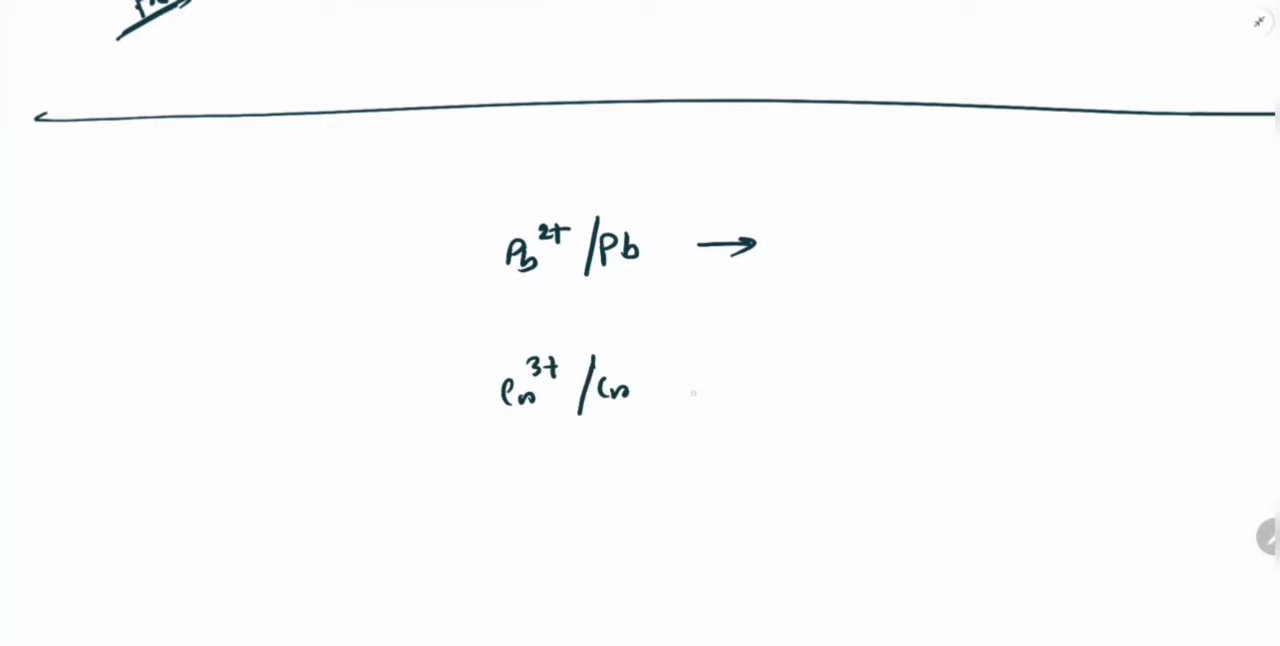 Pb²⁺ /Pb →
Cr³⁺ /Cr